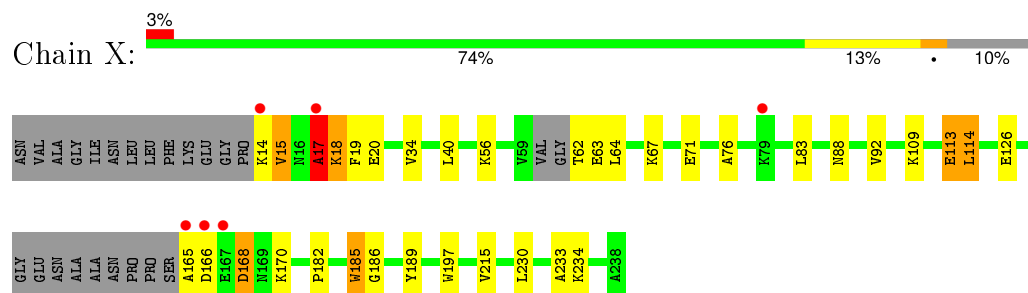 3%
Chain X:
74% 13% • 10%
ASN VAL ALA GLY ILE ASN LEU LEU PHE LYS GLU GLY PRO K14 V15 N16 A17 K18 F19 E20 V34 L40 K56 V59 VAL GLY T62 E63 L64 K67 E71 A76 K79 L83 N88 V92 K109 E113 L114 E126
GLY GLU ASN ALA ALA ASN PRO PRO SER A165 D166 E167 D168 N169 K170 P182 W185 G186 Y189 W197 V215 L230 A233 K234 A238